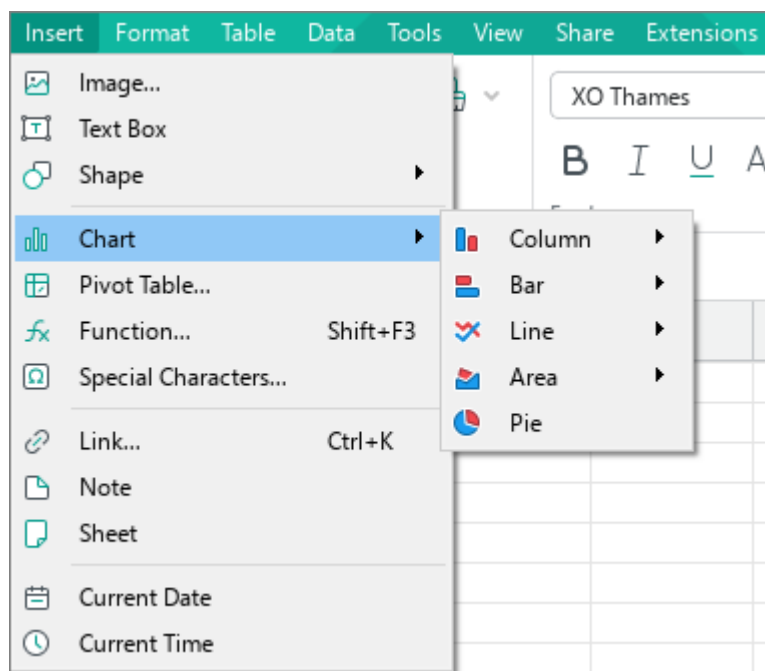 Insert Format Table Data Tools View Share Extensions
Image...
XO Thames
Text Box
B I U A
Shape
Chart
Column
Pivot Table...
Bar
Function... Shift+F3
Line
Special Characters...
Area
Link... Ctrl+K
Pie
Note
Sheet
Current Date
Current Time